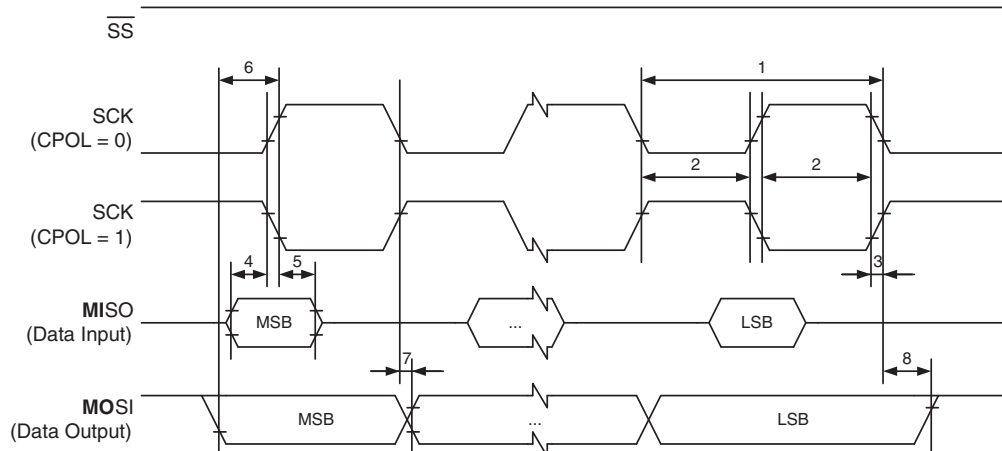 SS
6
1
SCK
(CPOL = 0)
2
2
SCK
(CPOL = 1)
4
5
3
MISO
(Data Input)
MSB
...
LSB
7
8
MOSI
(Data Output)
MSB
...
LSB